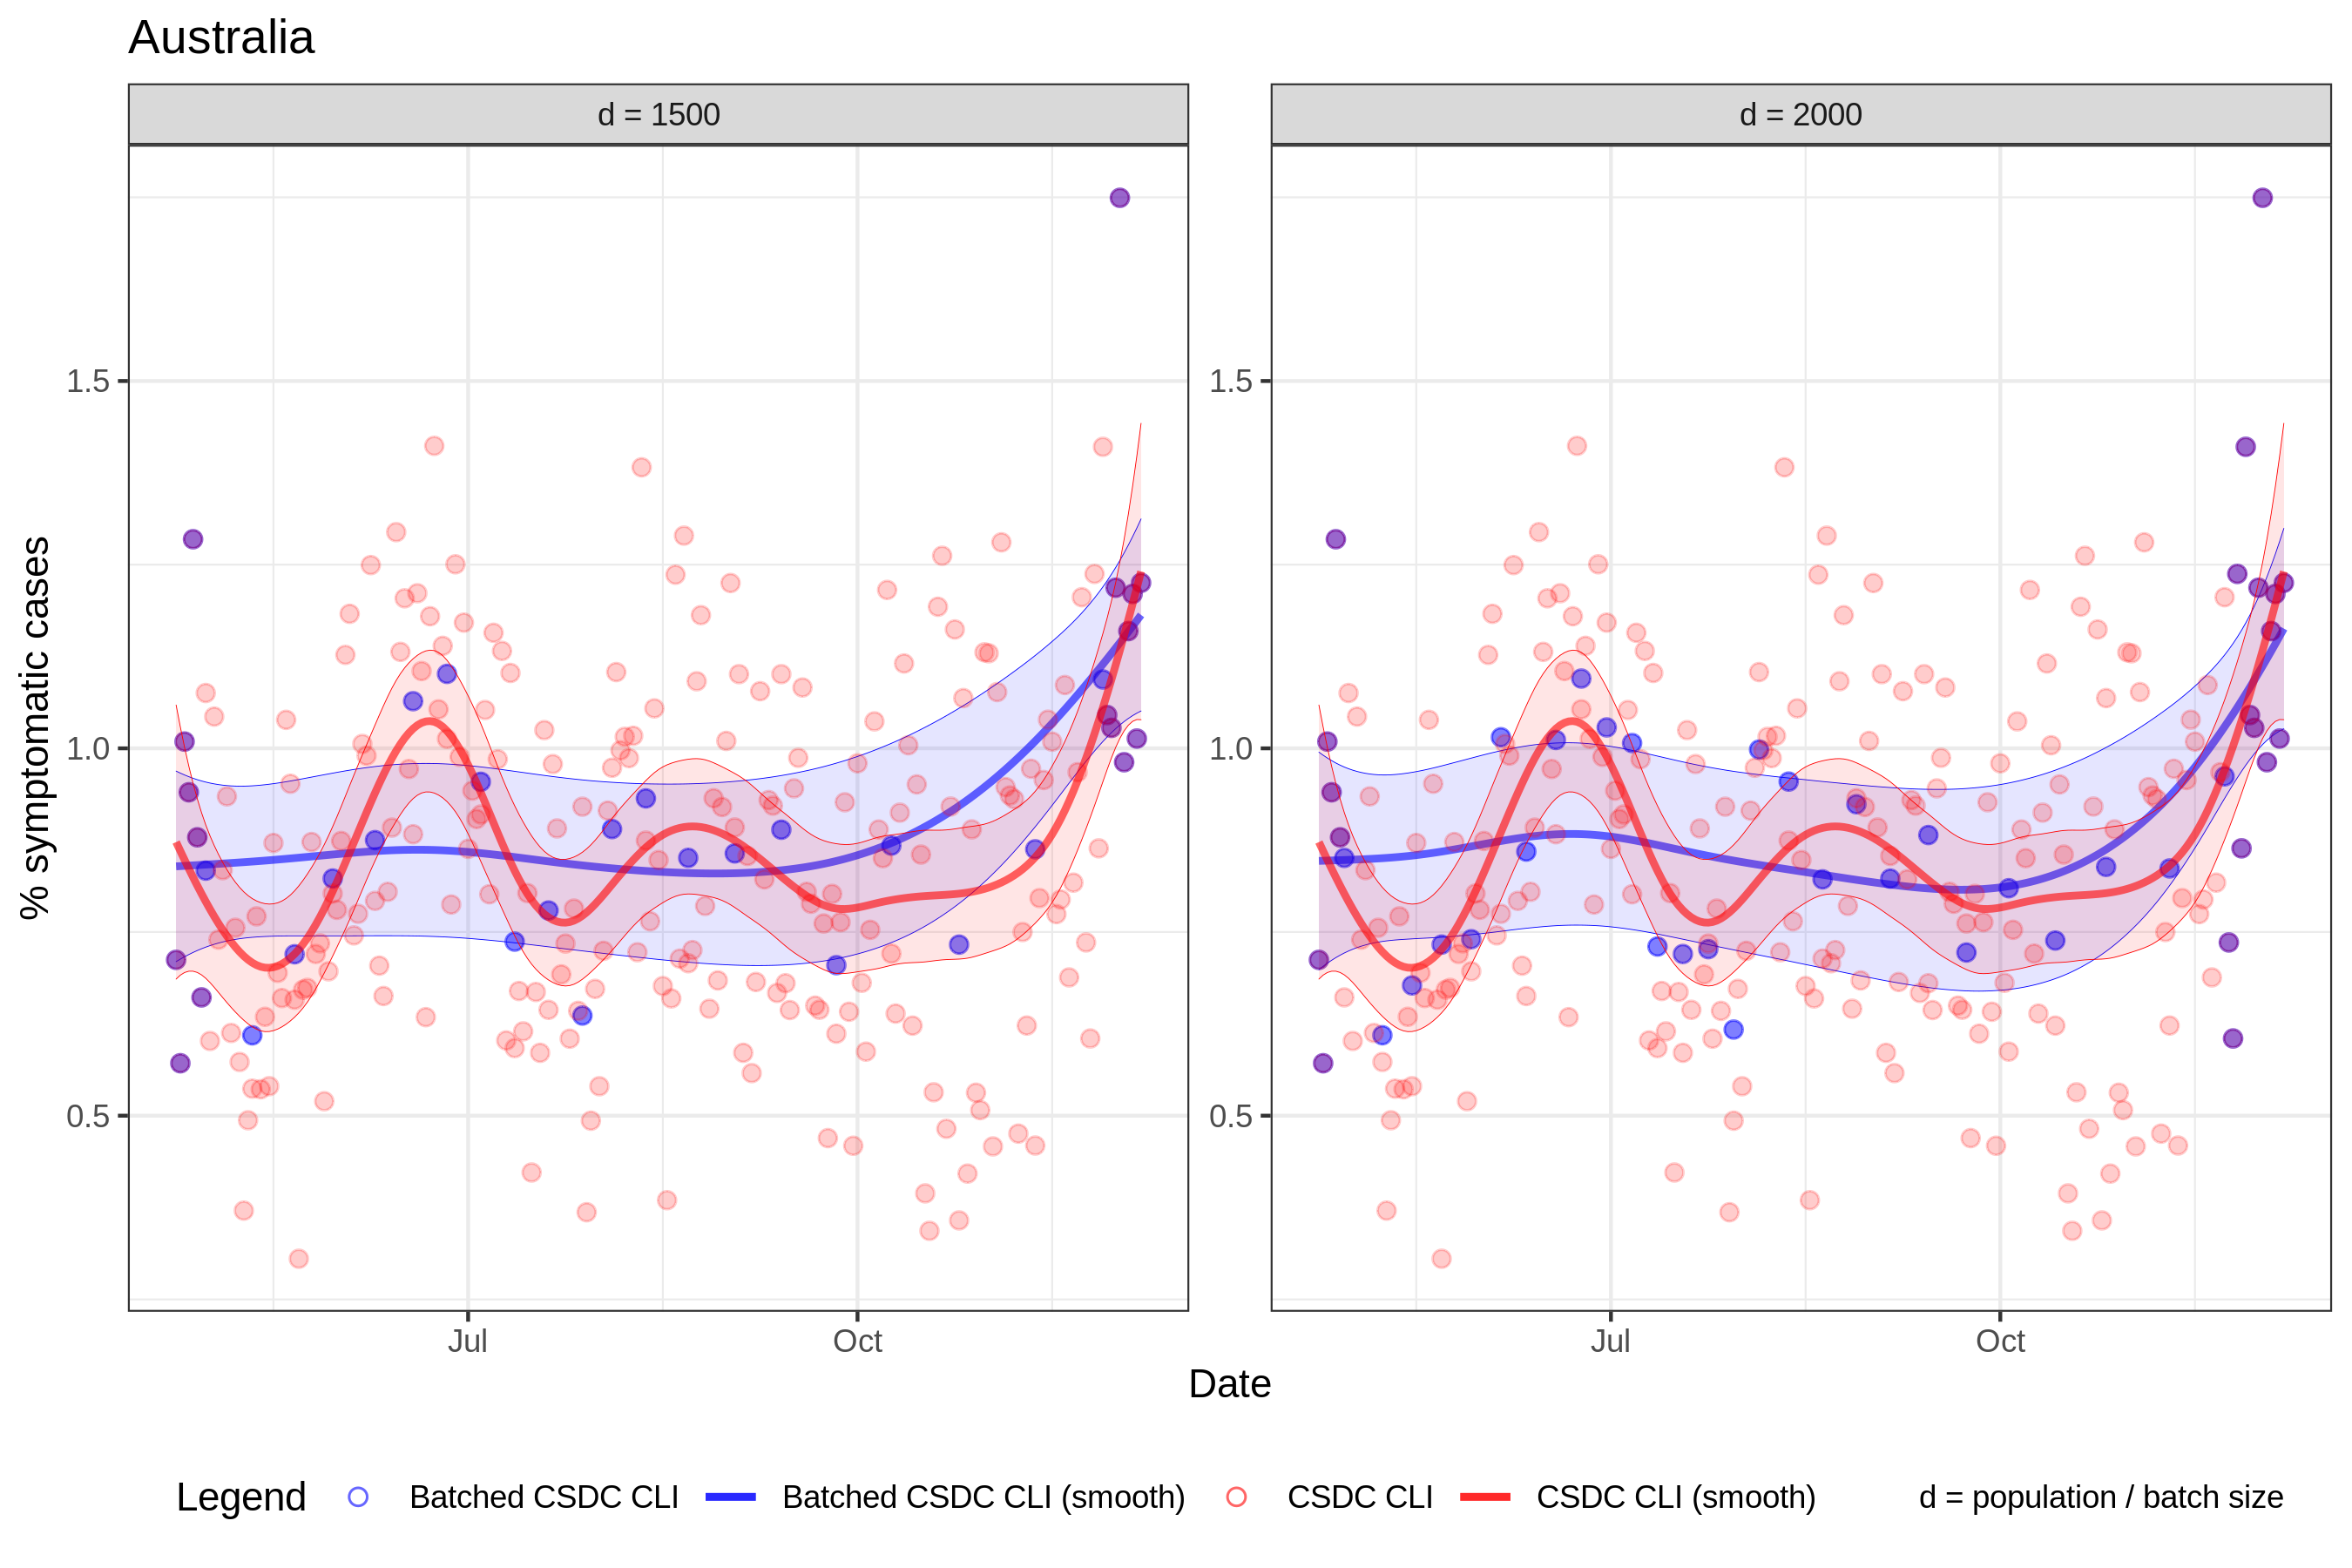 Australia
d = 1500
d = 2000
% symptomatic cases
1.5
1.0
0.5
1.5
1.0
0.5
Jul
Oct
Jul
Oct
Date
Legend Batched CSDC CLI Batched CSDC CLI (smooth) CSDC CLI CSDC CLI (smooth) d = population / batch size